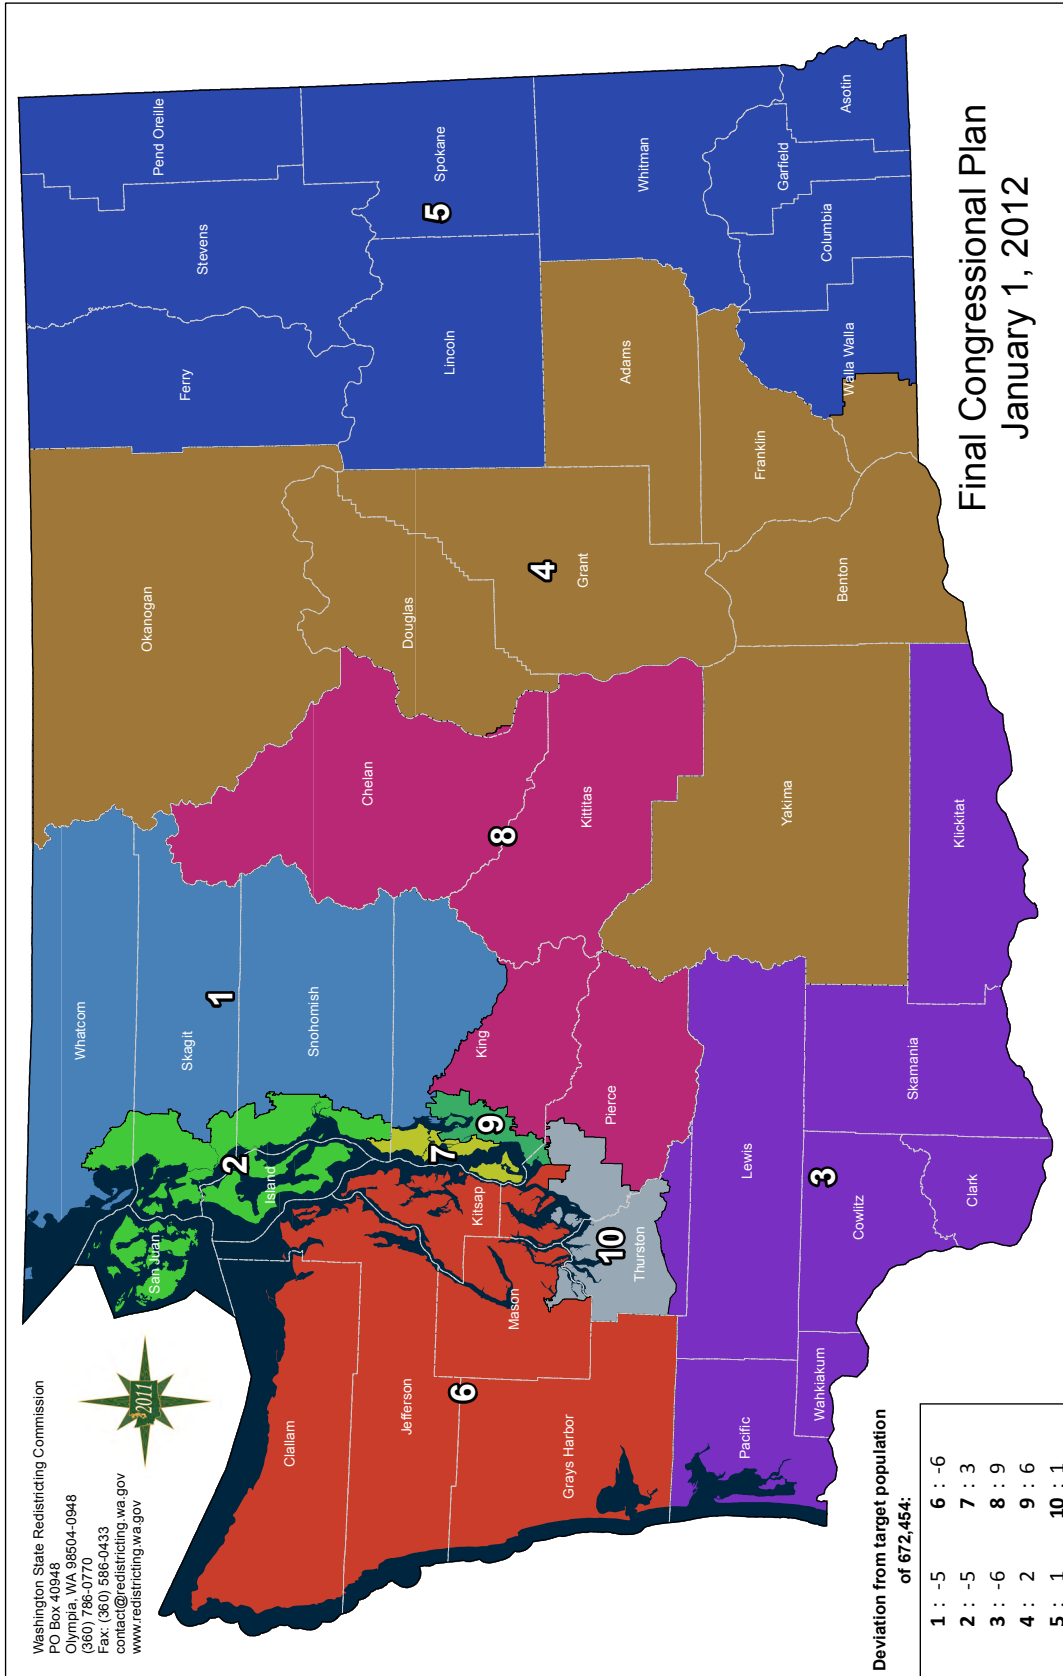 Washington State Redistricting Commission
PO Box 40948
Olympia, WA 98504-0948
(360) 786-0770
Fax: (360) 586-0433
contact@redistricting.wa.gov
www.redistricting.wa.gov
2011
Final Congressional Plan
January 1, 2012
Whatcom
San Juan
Skagit
1
2
Island
Snohomish
Okanogan
Ferry
Stevens
Pend Oreille
Clallam
Jefferson
6
Kitsap
7
9
King
Chelan
8
Douglas
Lincoln
5
Spokane
Grays Harbor
Mason
10
Thurston
Pierce
Kittitas
4
Grant
Adams
Whitman
Pacific
Lewis
Yakima
Franklin
Benton
Walla Walla
Columbia
Garfield
Asotin
Wahkiakum
3
Cowlitz
Skamania
Clark
Klickitat
Deviation from target population
of 672,454:
1 : -5 6 : -6
2 : -5 7 : 3
3 : -6 8 : 9
4 : 2 9 : 6
5 : 1 10 : 1